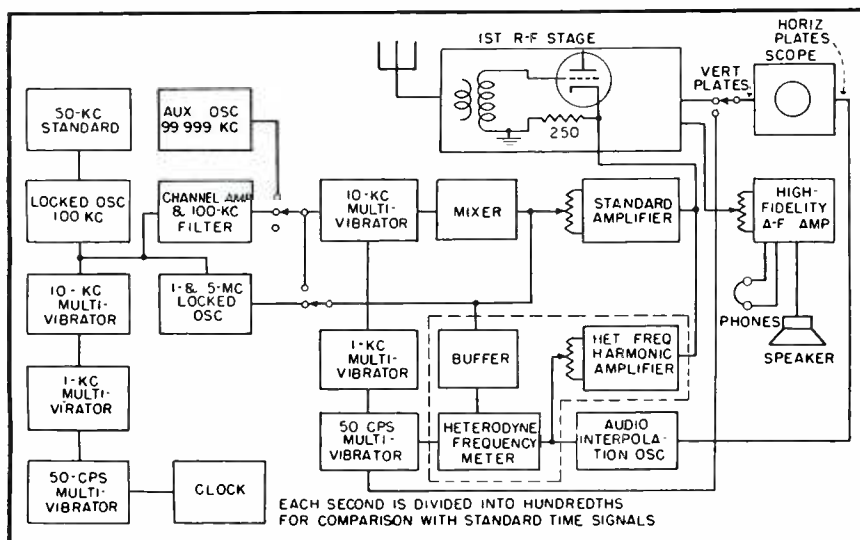 1ST R-F STAGE
HORIZ
PLATES
SCOPE
VERT
PLATES
50-KC
STANDARD
AUX OSC
99 999 KC
250
LOCKED OSC
100 KC
CHANNEL AMP
& 100-KC
FILTER
10-KC
MULTI-
VIBRATOR
MIXER
STANDARD
AMPLIFIER
HIGH-
FIDELITY
A-F AMP
10-KC
MULTI-
VIBRATOR
1-& 5-MC
LOCKED
OSC
PHONES
SPEAKER
1-KC
MULTI-
VIRATOR
1-KC
MULTI-
VIBRATOR
BUFFER
HET FREQ
HARMONIC
AMPLIFIER
50-CPS
MULTI-
VIBRATOR
CLOCK
50 CPS
MULTI-
VIBRATOR
HETERODYNE
FREQUENCY
METER
AUDIO
INTERPOLA-
TION OSC
EACH SECOND IS DIVIDED INTO HUNDREDTHS
FOR COMPARISON WITH STANDARD TIME SIGNALS